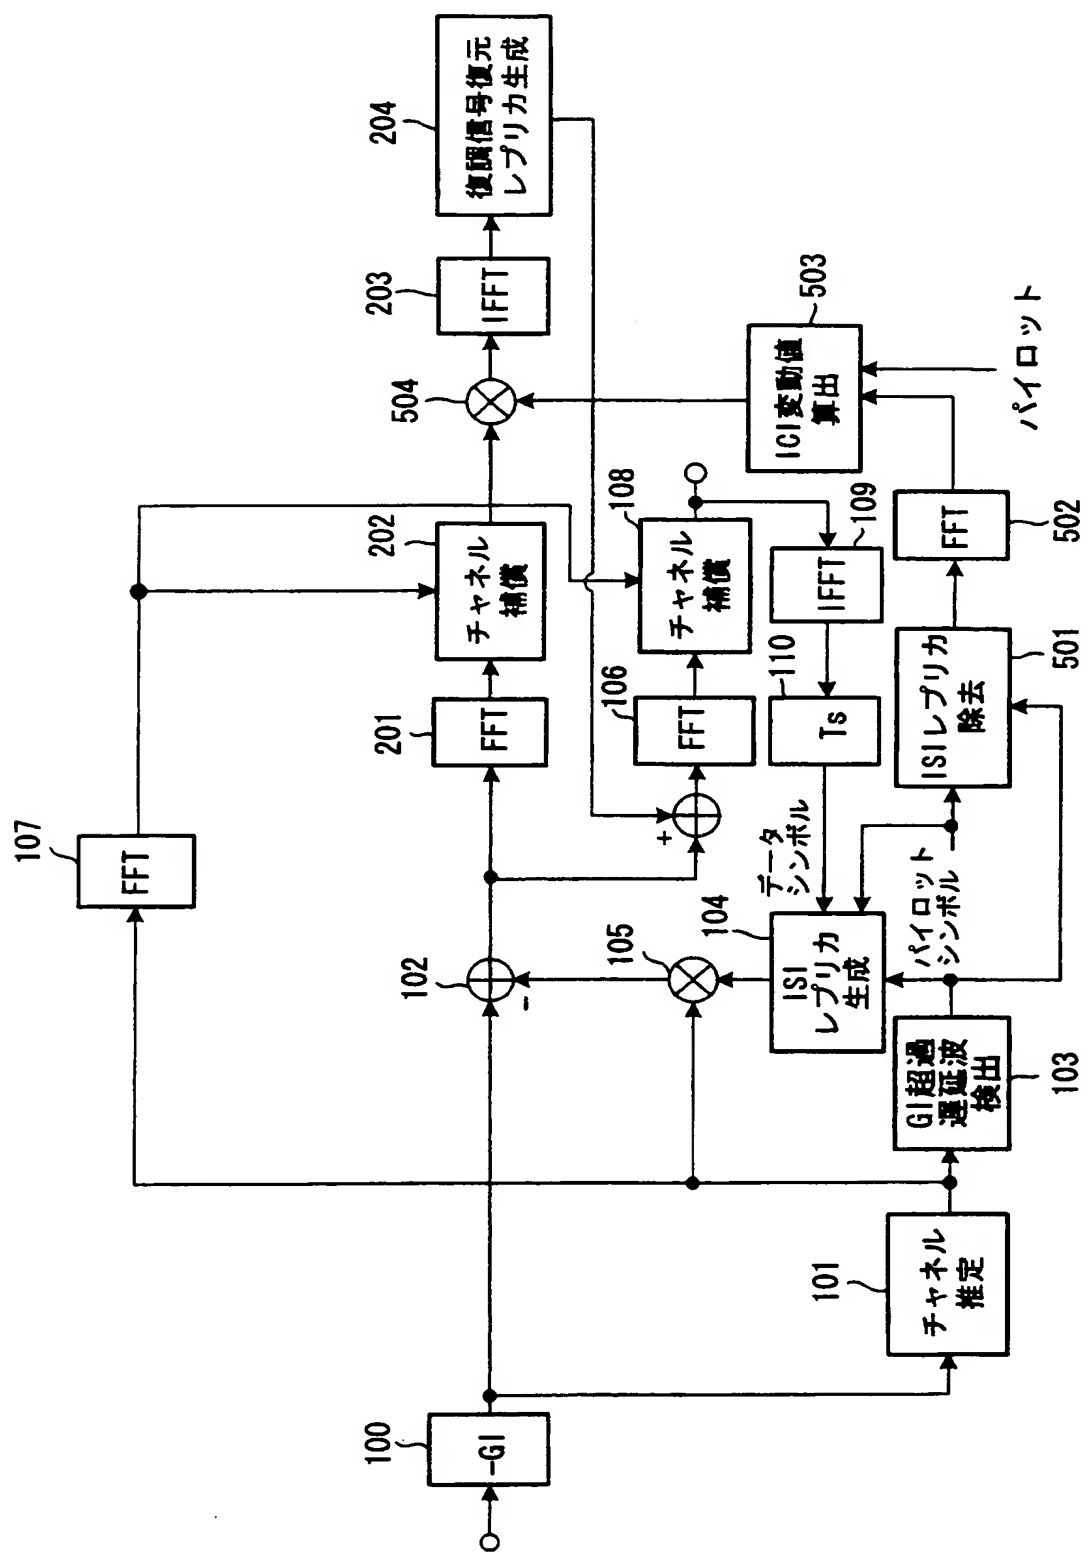 107
FFT
204
復調信号復元
レプリカ生成
203
IFFT
504
202
チャネル
補償
201
FFT
102
-
100
-GI
503
ICI変動値
算出
パイロット
108
チャネル
補償
109
IFFT
106
FFT
+
110
Ts
データ
シンボル
105
104
ISI
レプリカ
生成
パイロット
シンボル
502
FFT
501
ISIレプリカ
除去
103
GI超過
遅延波
検出
101
チャネル
推定